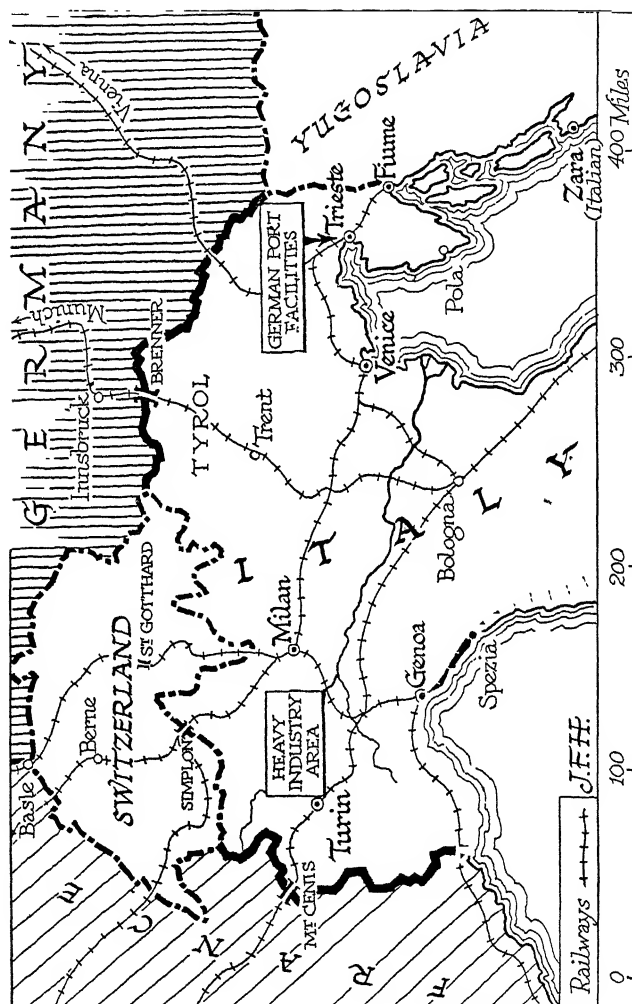 GERMANY
Vienna
Munich
Innsbruck
BRENNER
YUGOSLAVIA
TYROL
Trent
GERMAN PORT
FACILITIES
Trieste
Fiume
Venice
Pola
Zara
(Italian)
Basle
Berne
SWITZERLAND
ST GOTTHARD
SIMPLON
Milan
HEAVY
INDUSTRY
AREA
Turin
MT CENIS
FRANCE
ITALY
Bologna
Genoa
Spezia
Railways
J.F.H.
0 100 200 300 400 Miles